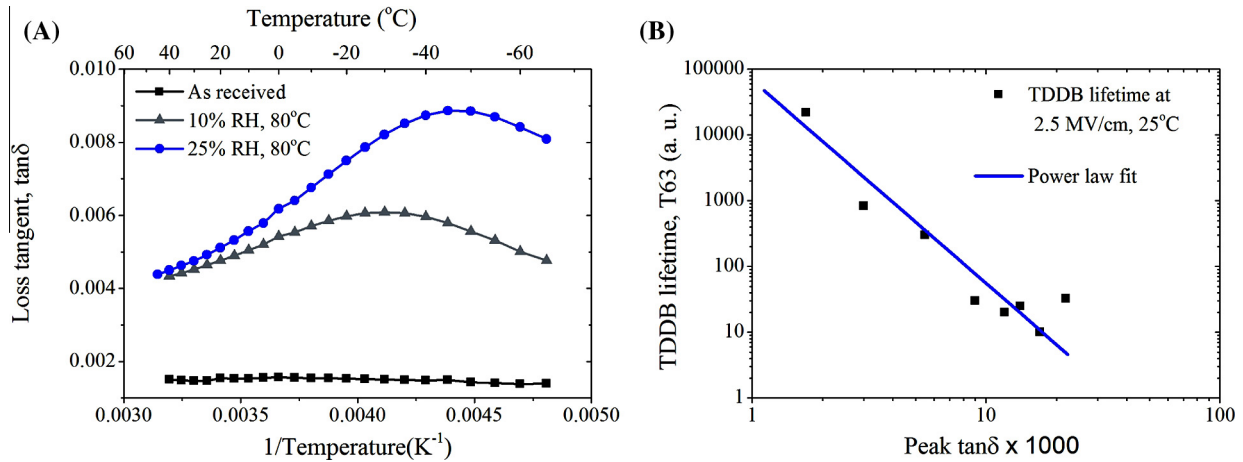 (A)
Temperature (°C)
60 40 20 0 -20 -40 -60
0.010
0.008
0.006
0.004
0.002
Loss tangent, tanδ
As received
10% RH, 80°C
25% RH, 80°C
0.0030 0.0035 0.0040 0.0045 0.0050
1/Temperature(K⁻¹)
(B)
100000
10000
1000
100
10
1
TDDB lifetime, T63 (a. u.)
TDDB lifetime at
2.5 MV/cm, 25°C
Power law fit
1 10 100
Peak tanδ x 1000